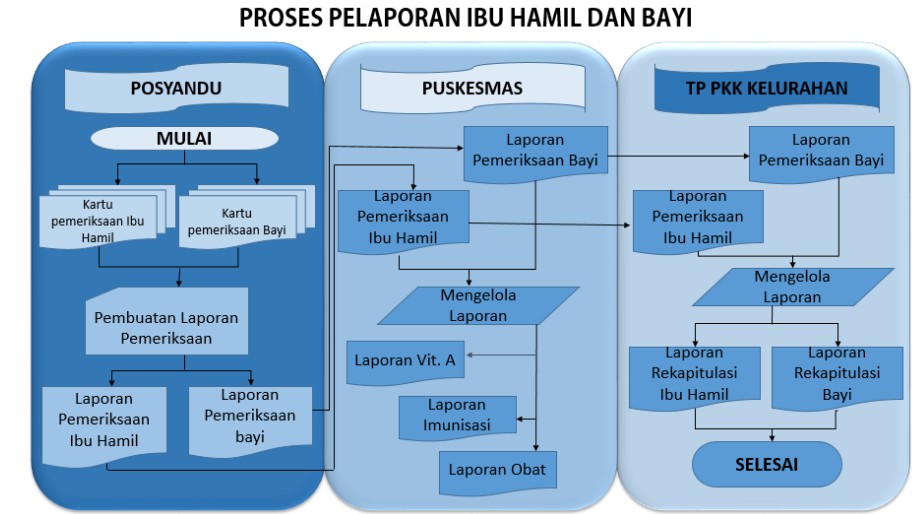 PROSES PELAPORAN IBU HAMIL DAN BAYI
POSYANDU
MULAI
Kartu
pemeriksaan Ibu
Hamil
Kartu
pemeriksaan Bayi
Pembuatan Laporan
Pemeriksaan
Laporan
Pemeriksaan
Ibu Hamil
Laporan
Pemeriksaan
bayi
PUSKESMAS
Laporan
Pemeriksaan Bayi
Laporan
Pemeriksaan
Ibu Hamil
Mengelola
Laporan
Laporan Vit. A
Laporan
Imunisasi
Laporan Obat
TP PKK KELURAHAN
Laporan
Pemeriksaan Bayi
Laporan
Pemeriksaan
Ibu Hamil
Mengelola
Laporan
Laporan
Rekapitulasi
Ibu Hamil
Laporan
Rekapitulasi
Bayi
SELESAI